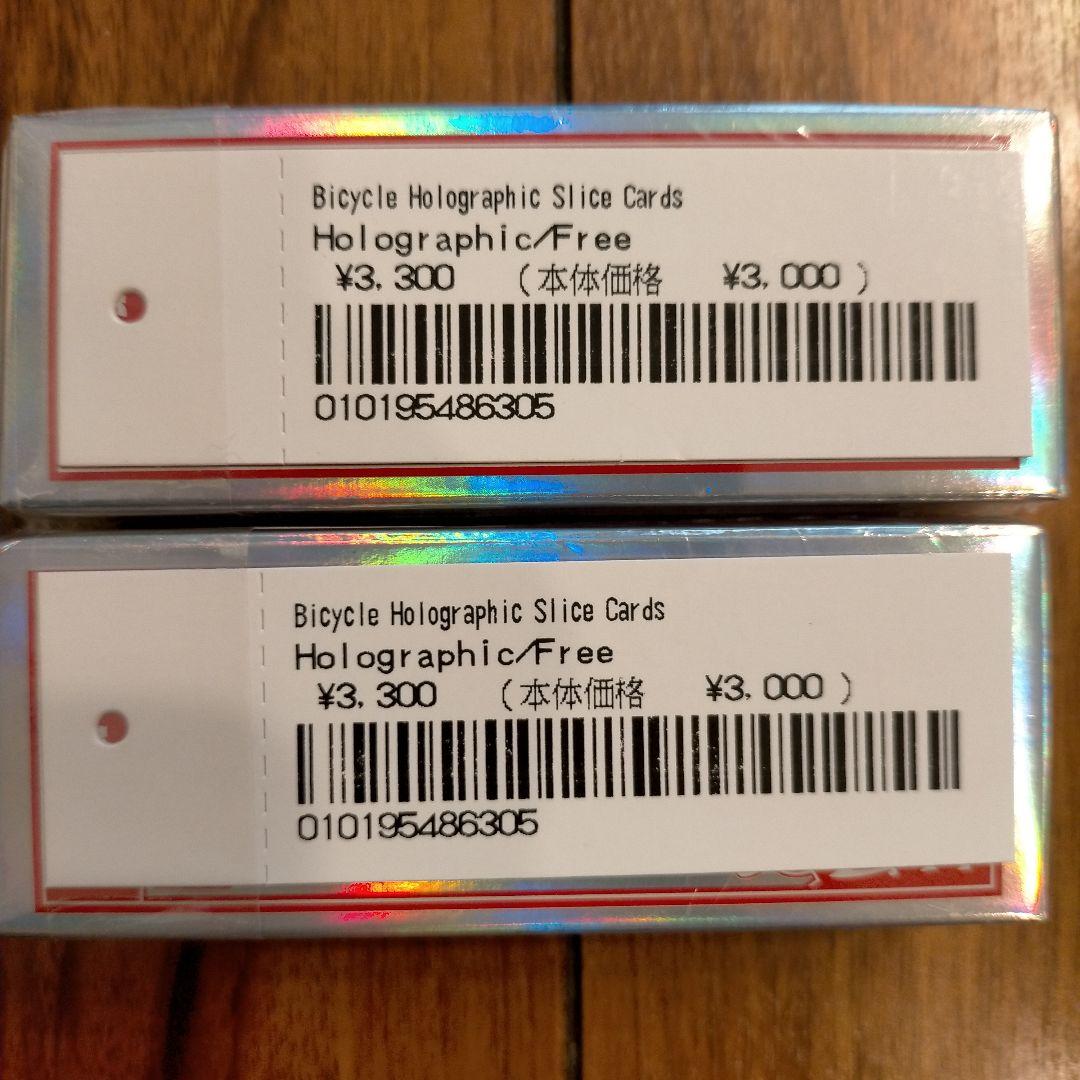 Bicycle Holographic Slice Cards
Holographic/Free
¥3,300 (本体価格 ¥3,000 )
010195486305
Bicycle Holographic Slice Cards
Holographic/Free
¥3,300 (本体価格 ¥3,000 )
010195486305